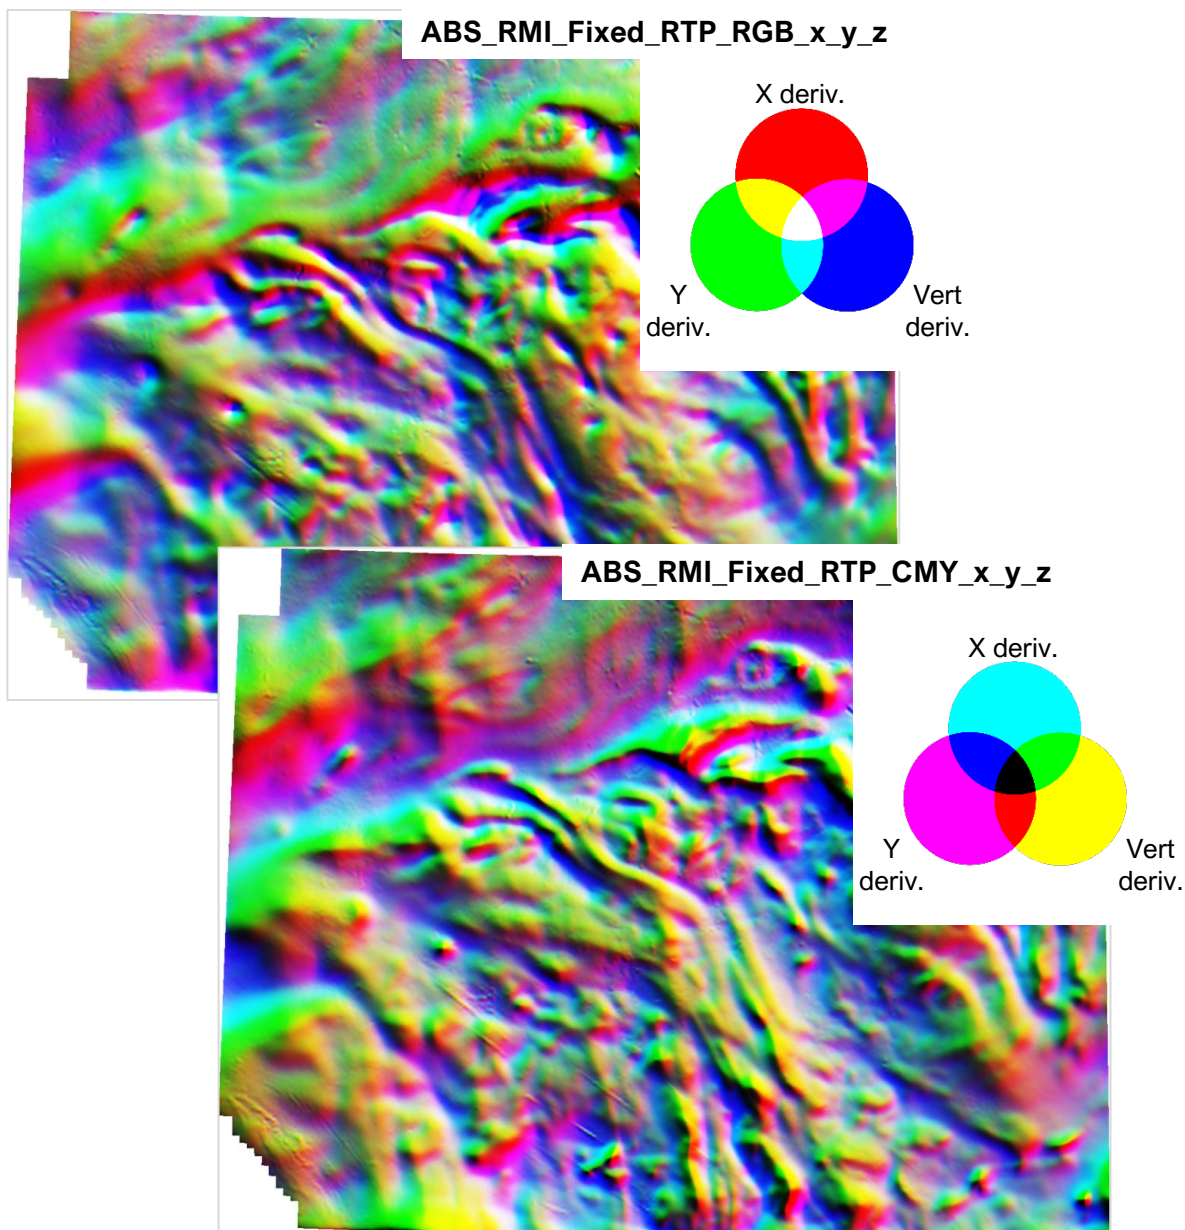 ABS_RMI_Fixed_RTP_RGB_x_y_z
X deriv.
Y
deriv.
Vert
deriv.
ABS_RMI_Fixed_RTP_CMY_x_y_z
X deriv.
Y
deriv.
Vert
deriv.